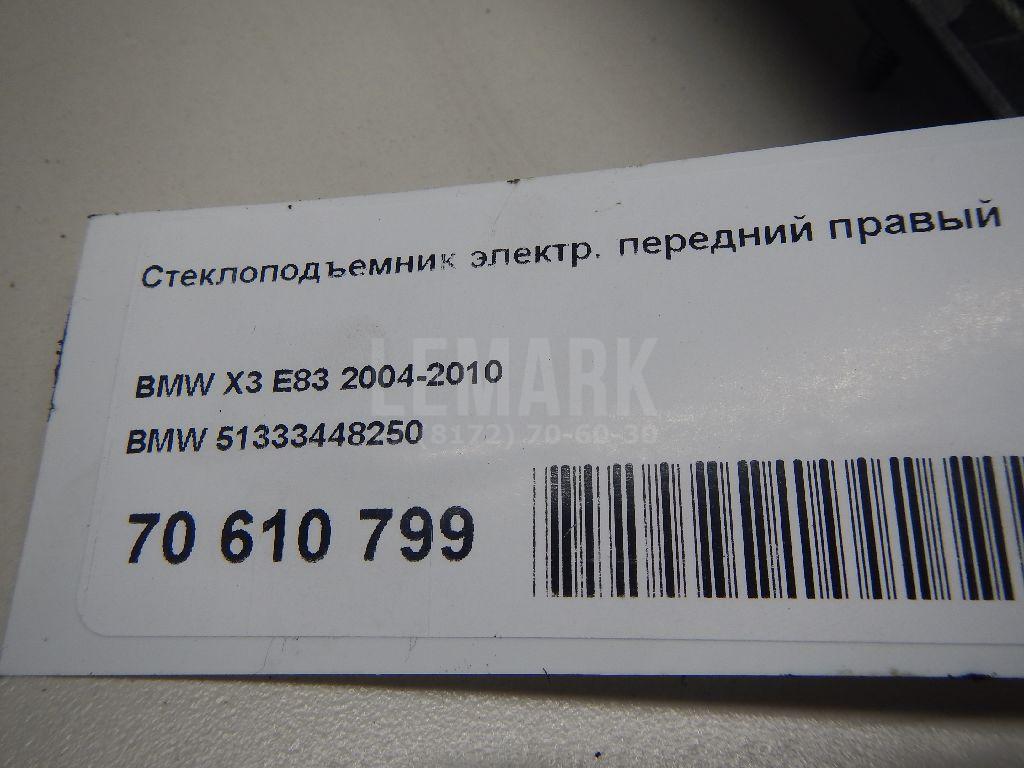 Стеклоподъемник электр. передний правый
LEMARK
BMW X3 E83 2004-2010
(8172) 70-60-30
BMW 51333448250
70 610 799